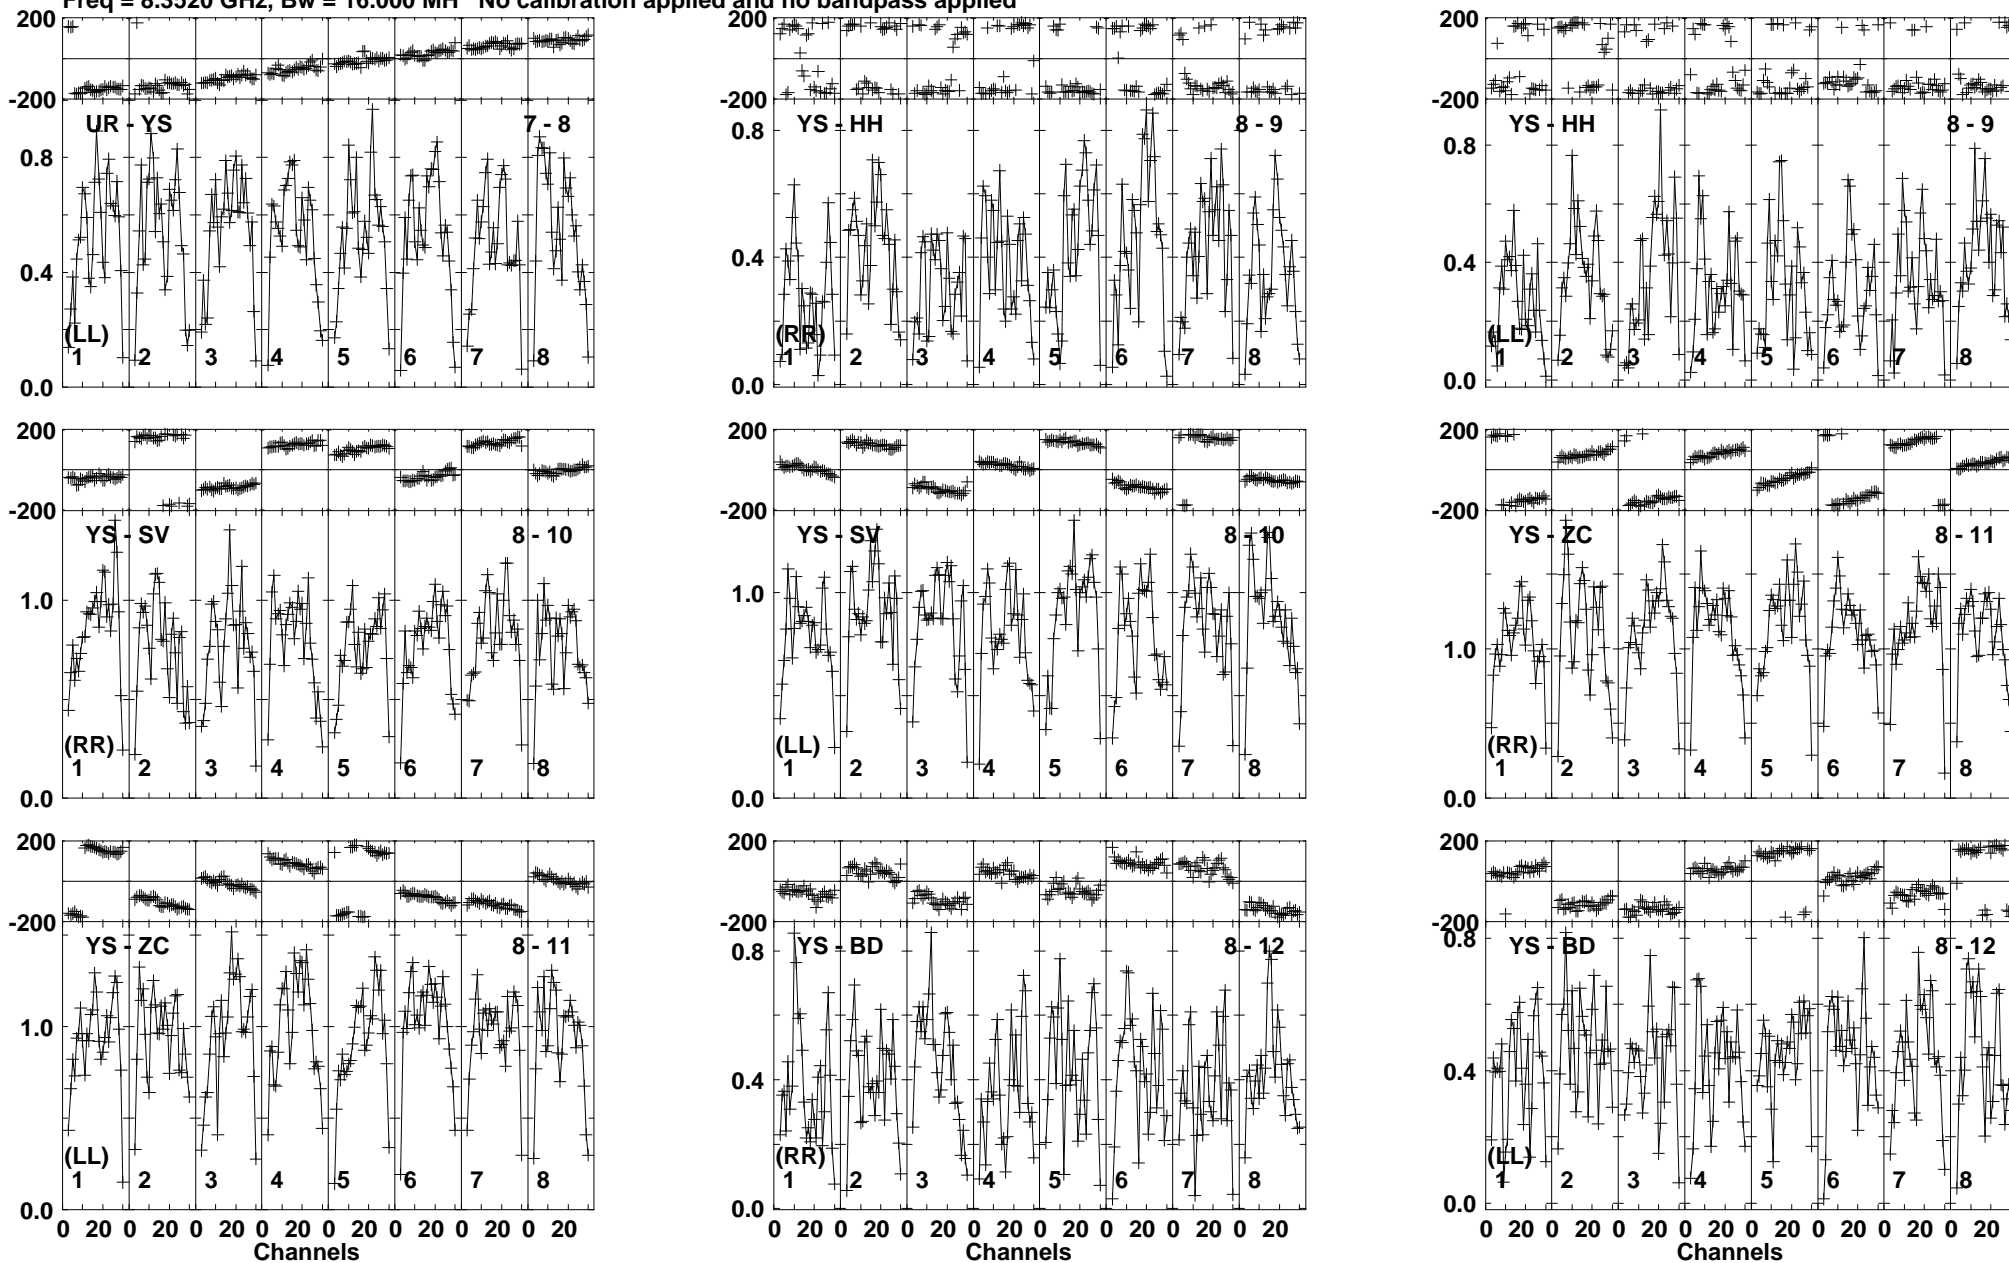 Freq = 8.3520 GHz, Bw = 16.000 MH No calibration applied and no bandpass applied
200 200 200
-200 -200 -200
UR - YS 7 - 8 YS - HH 8 - 9 YS - HH 8 - 9
0.8 0.8 0.8
0.4 0.4 0.4
(LL) (RR) (LL)
1 2 3 4 5 6 7 8 1 2 3 4 5 6 7 8 1 2 3 4 5 6 7 8
0.0 0.0 0.0
200 200 200
-200 -200 -200
YS - SV 8 - 10 YS - SV 8 - 10 YS - ZC 8 - 11
1.0 1.0 1.0
(RR) (LL) (RR)
1 2 3 4 5 6 7 8 1 2 3 4 5 6 7 8 1 2 3 4 5 6 7 8
0.0 0.0 0.0
200 200 200
-200 -200 -200
YS - ZC 8 - 11 YS - BD 8 - 12 YS - BD 8 - 12
1.0 0.8 0.8
0.4 0.4
(LL) (RR) (LL)
1 2 3 4 5 6 7 8 1 2 3 4 5 6 7 8 1 2 3 4 5 6 7 8
0.0 0.0 0.0
0 20 0 20 0 20 0 20 0 20 0 20 0 20 0 20 0 20 0 20 0 20 0 20 0 20 0 20 0 20 0 20 0 20 0 20 0 20 0 20 0 20 0 20 0 20 0 20
Channels Channels Channels